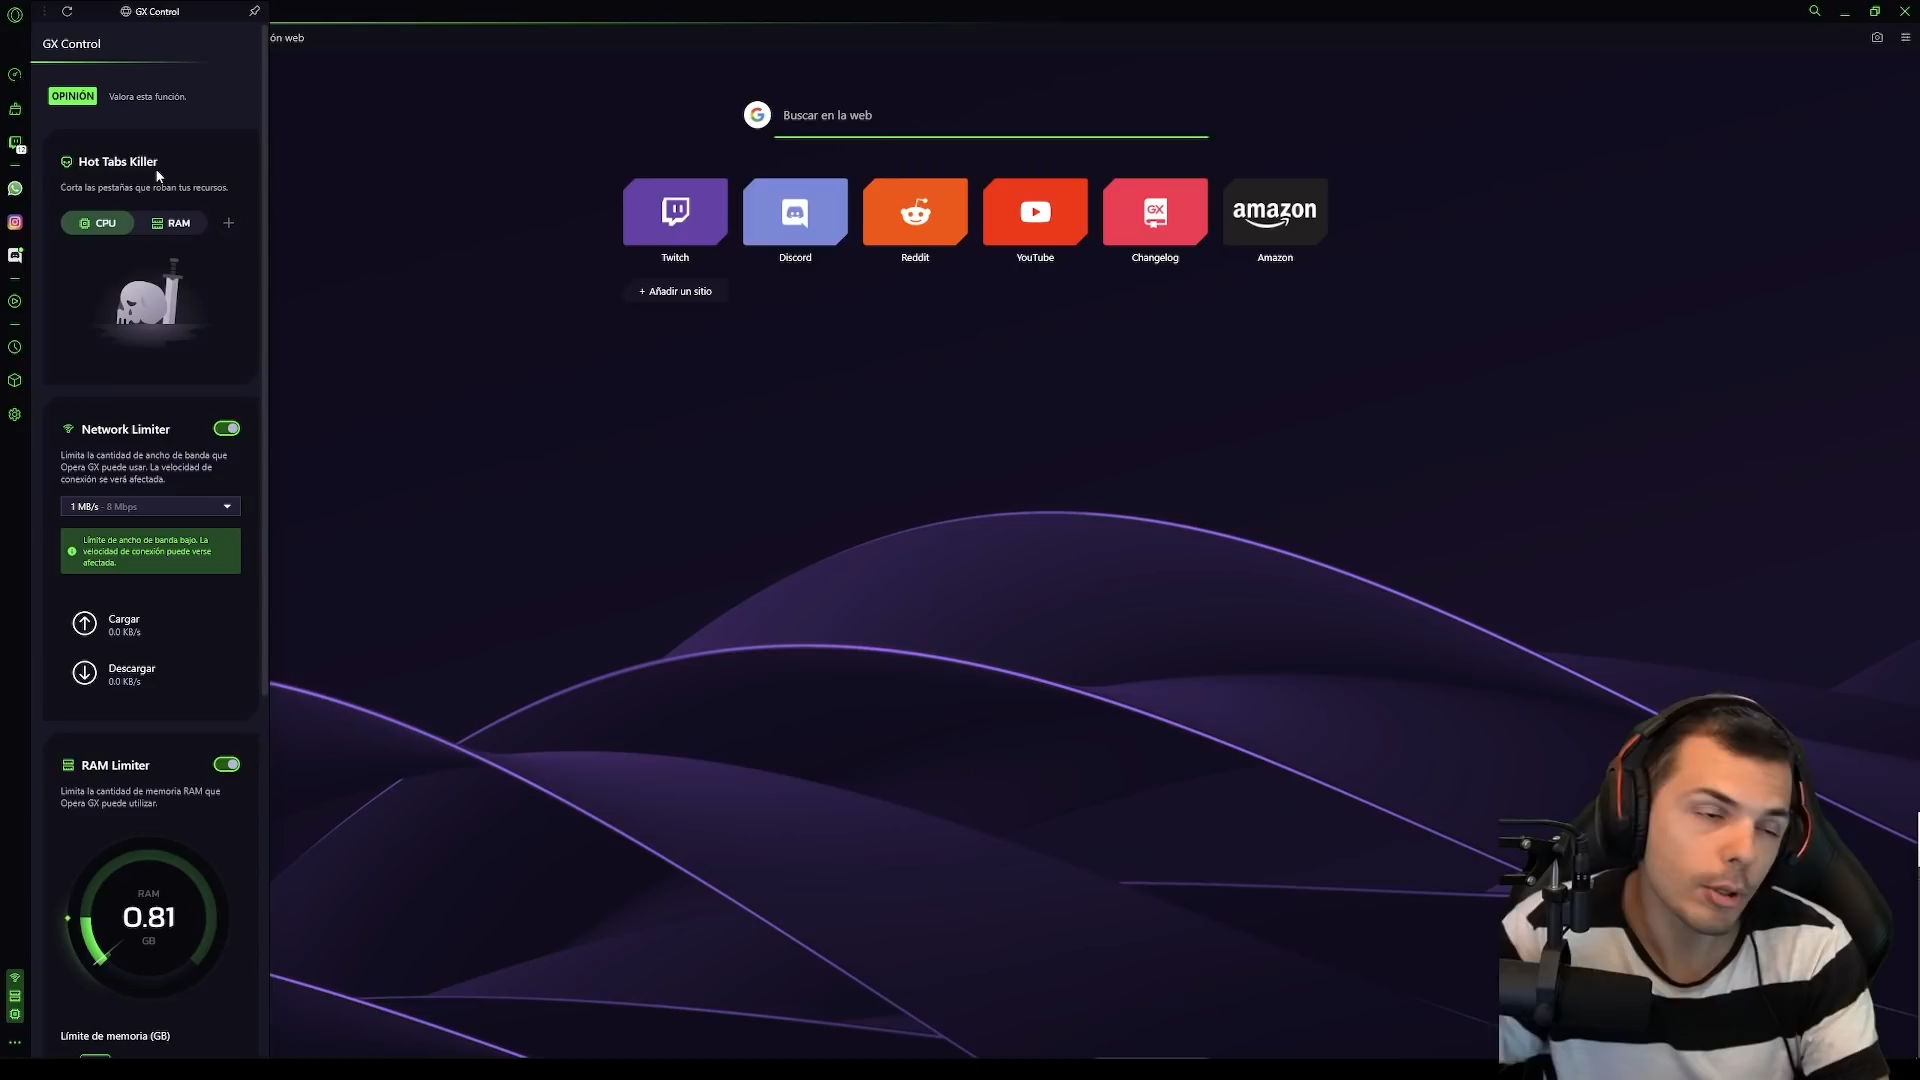 GX Control
GX Control
ón web
OPINIÓN
Valora esta función.
Hot Tabs Killer
Corta las pestañas que roban tus recursos.
CPU
RAM
Network Limiter
Limita la cantidad de ancho de banda que
Opera GX puede usar. La velocidad de
conexión se verá afectada.
1 MB/s - 8 Mbps
Límite de ancho de banda bajo. La
velocidad de conexión puede verse
afectada.
Cargar
0.0 KB/s
Descargar
0.0 KB/s
RAM Limiter
Limita la cantidad de memoria RAM que
Opera GX puede utilizar.
RAM
0.81
GB
Límite de memoria (GB)
12
Buscar en la web
GX
amazon
Twitch
Discord
Reddit
YouTube
Changelog
Amazon
+ Añadir un sitio